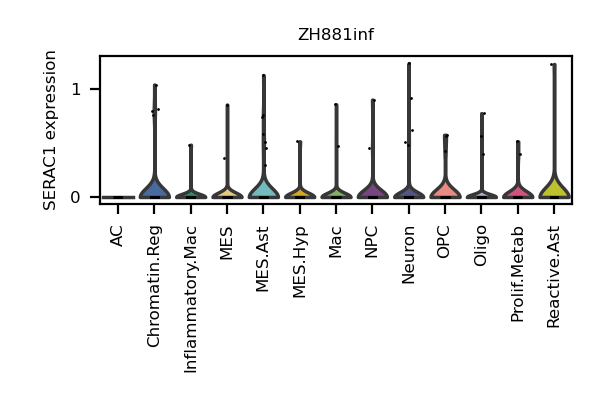 ZH881inf
SERAC1 expression
1
0
AC
Chromatin.Reg
Inflammatory.Mac
MES
MES.Ast
MES.Hyp
Mac
NPC
Neuron
OPC
Oligo
Prolif.Metab
Reactive.Ast